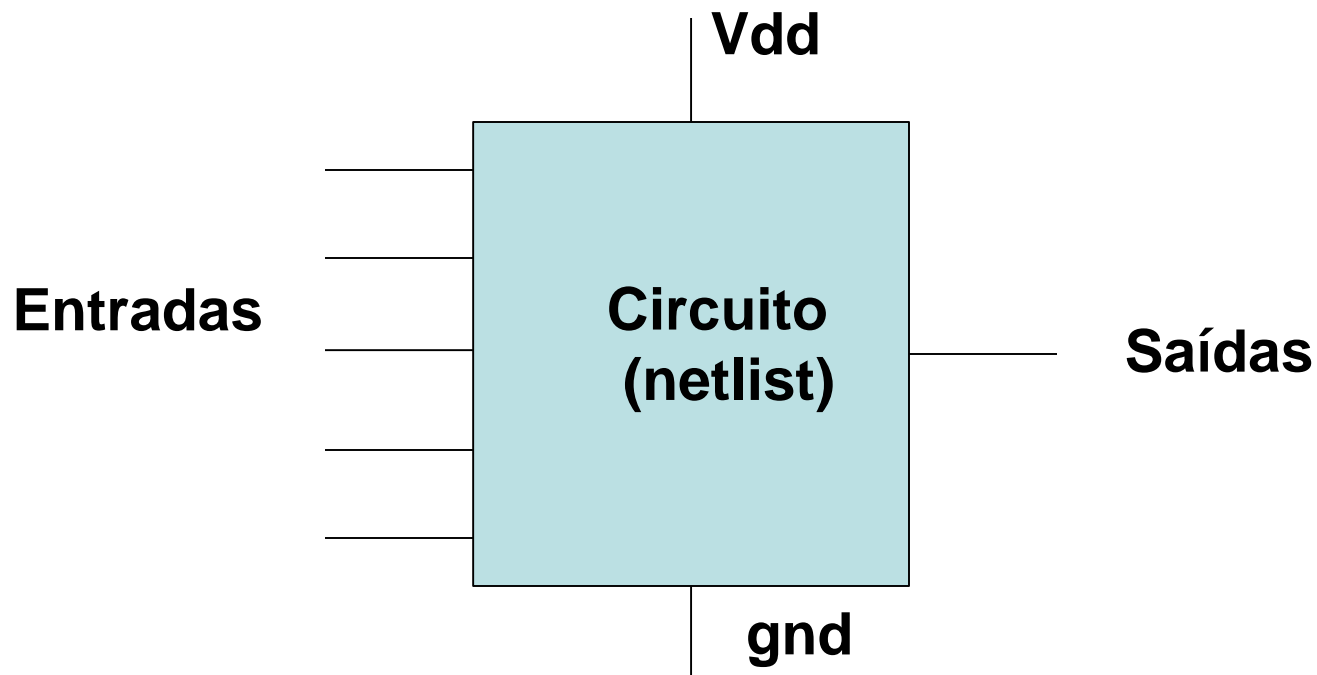 Vdd
Entradas
Circuito
(netlist)
Saídas
gnd